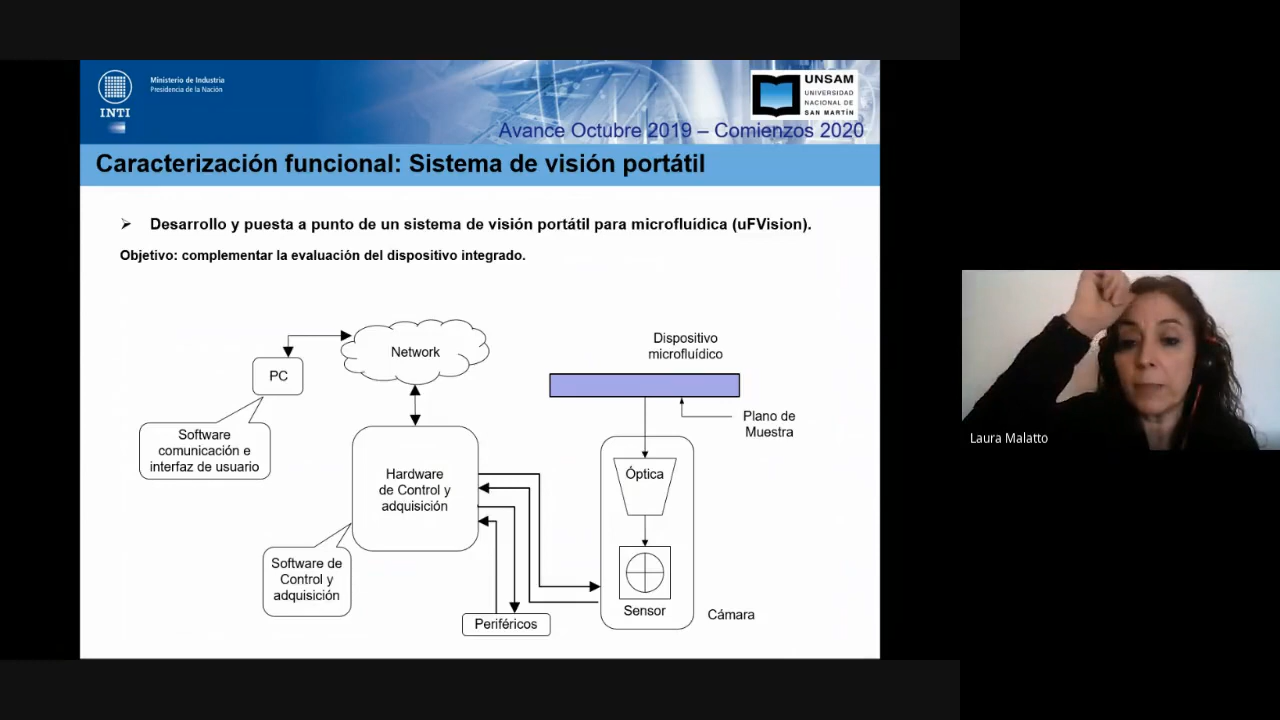 INTI
Ministerio de Industria
Presidencia de la Nación
UNSAM
UNIVERSIDAD
NACIONAL DE
SAN MARTÍN
Avance Octubre 2019 – Comienzos 2020
Caracterización funcional: Sistema de visión portátil
Desarrollo y puesta a punto de un sistema de visión portátil para microfluídica (uFVision).
Objetivo: complementar la evaluación del dispositivo integrado.
Network
PC
Software
comunicación e
interfaz de usuario
Hardware
de Control y
adquisición
Software de
Control y
adquisición
Periféricos
Dispositivo
microfluídico
Plano de
Muestra
Óptica
Sensor
Cámara
Laura Malatto